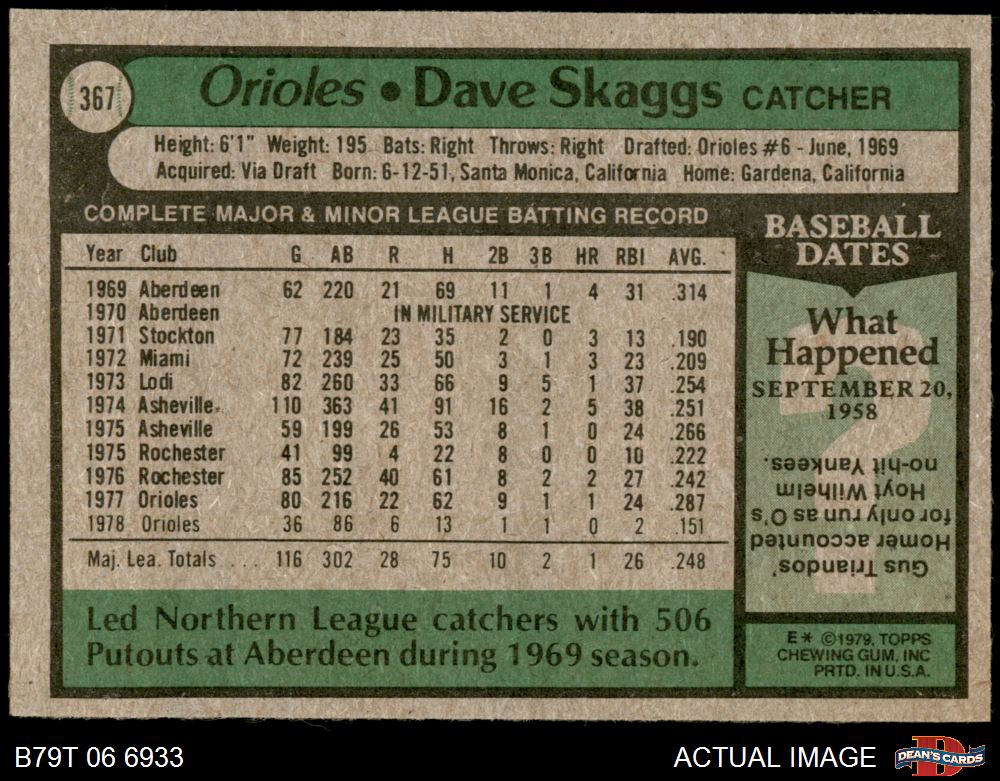 367
Orioles • Dave Skaggs CATCHER
Height: 6'1" Weight: 195 Bats: Right Throws: Right Drafted: Orioles #6 - June, 1969
Acquired: Via Draft Born: 6-12-51, Santa Monica, California Home: Gardena, California
COMPLETE MAJOR & MINOR LEAGUE BATTING RECORD
Year Club G AB R H 2B 3B HR RBI AVG.
1969 Aberdeen 62 220 21 69 11 1 4 31 .314
1970 Aberdeen IN MILITARY SERVICE
1971 Stockton 77 184 23 35 2 0 3 13 .190
1972 Miami 72 239 25 50 3 1 3 23 .209
1973 Lodi 82 260 33 66 9 5 1 37 .254
1974 Asheville 110 363 41 91 16 2 5 38 .251
1975 Asheville 59 199 26 53 8 1 0 24 .266
1975 Rochester 41 99 4 22 8 0 0 10 .222
1976 Rochester 85 252 40 61 8 2 2 27 .242
1977 Orioles 80 216 22 62 9 1 1 24 .287
1978 Orioles 36 86 6 13 1 1 0 2 .151
Maj. Lea. Totals . . . 116 302 28 75 10 2 1 26 .248
Led Northern League catchers with 506
Putouts at Aberdeen during 1969 season.
BASEBALL
DATES
What
Happened
SEPTEMBER 20,
1958
Gus Triandos'
Homer accounted
for only run as O's
Hoyt Wilhelm
no-hit Yankees.
E* ©1979, TOPPS
CHEWING GUM, INC
PRTD. IN U.S.A.
B79T 06 6933
ACTUAL IMAGE
D
DEAN'S CARDS